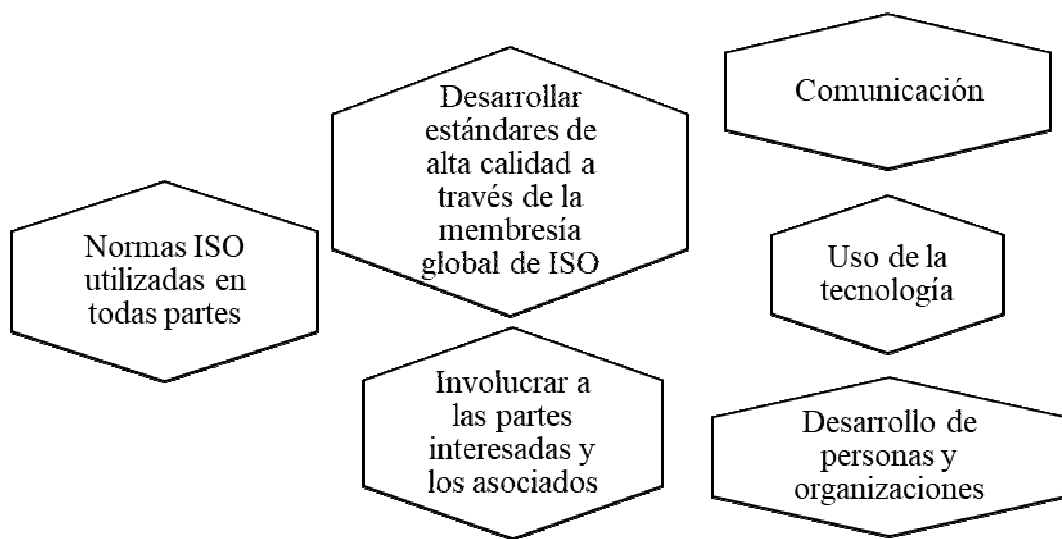 Normas ISO
utilizadas en
todas partes
Desarrollar
estándares de
alta calidad a
través de la
membresía
global de ISO
Involucrar a
las partes
interesadas y
los asociados
Comunicación
Uso de la
tecnología
Desarrollo de
personas y
organizaciones